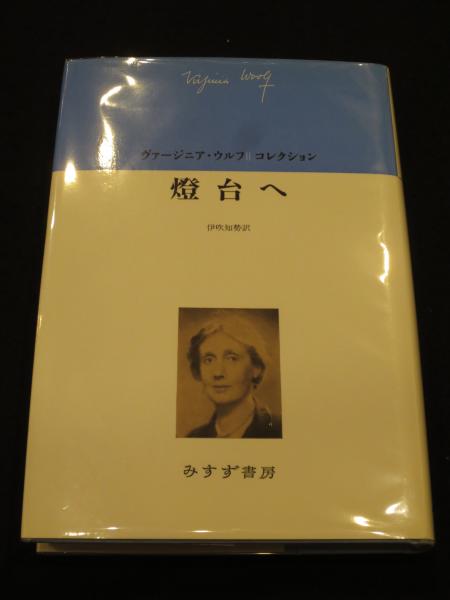 Virginia Woolf
ヴァージニア・ウルフ｜コレクション
燈台へ
伊吹知勢訳
みすず書房